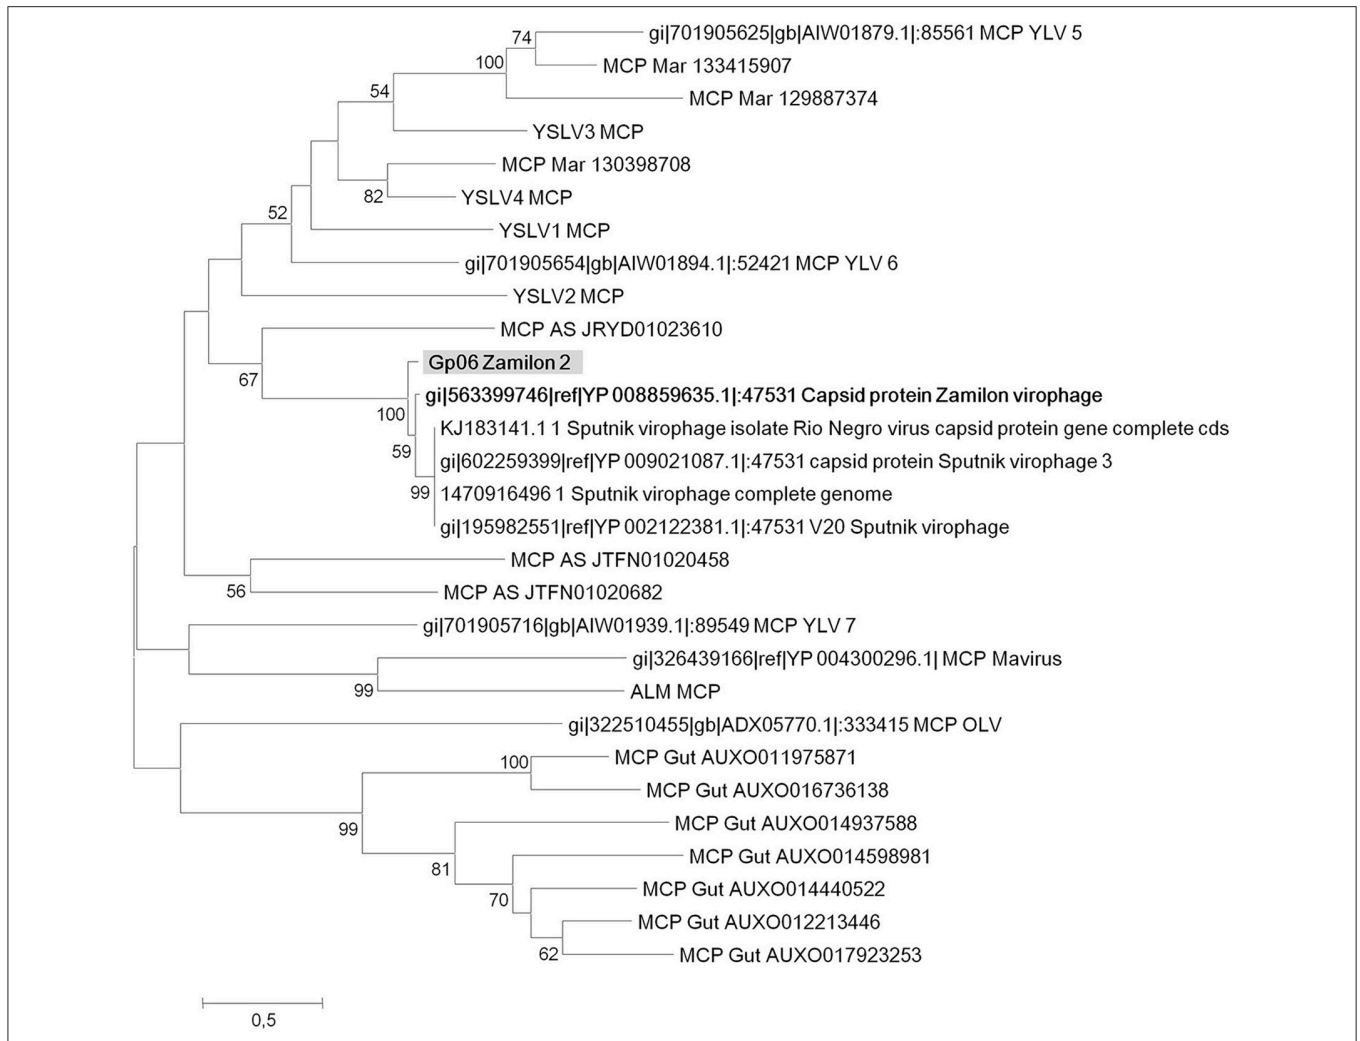 74
gi|701905625|gb|AIW01879.1|:85561 MCP YLV 5
100
MCP Mar 133415907
54
MCP Mar 129887374
YSLV3 MCP
MCP Mar 130398708
82
YSLV4 MCP
52
YSLV1 MCP
gi|701905654|gb|AIW01894.1|:52421 MCP YLV 6
YSLV2 MCP
MCP AS JRYD01023610
67
Gp06 Zamilon 2
gi|563399746|ref|YP 008859635.1|:47531 Capsid protein Zamilon virophage
100
KJ183141.1 1 Sputnik virophage isolate Rio Negro virus capsid protein gene complete cds
59
gi|602259399|ref|YP 009021087.1|:47531 capsid protein Sputnik virophage 3
99
1470916496 1 Sputnik virophage complete genome
gi|195982551|ref|YP 002122381.1|:47531 V20 Sputnik virophage
MCP AS JTFN01020458
56
MCP AS JTFN01020682
gi|701905716|gb|AIW01939.1|:89549 MCP YLV 7
gi|326439166|ref|YP 004300296.1| MCP Mavirus
99
ALM MCP
gi|322510455|gb|ADX05770.1|:333415 MCP OLV
100
MCP Gut AUXO011975871
MCP Gut AUXO016736138
99
MCP Gut AUXO014937588
81
MCP Gut AUXO014598981
70
MCP Gut AUXO014440522
MCP Gut AUXO012213446
62
MCP Gut AUXO017923253
0,5